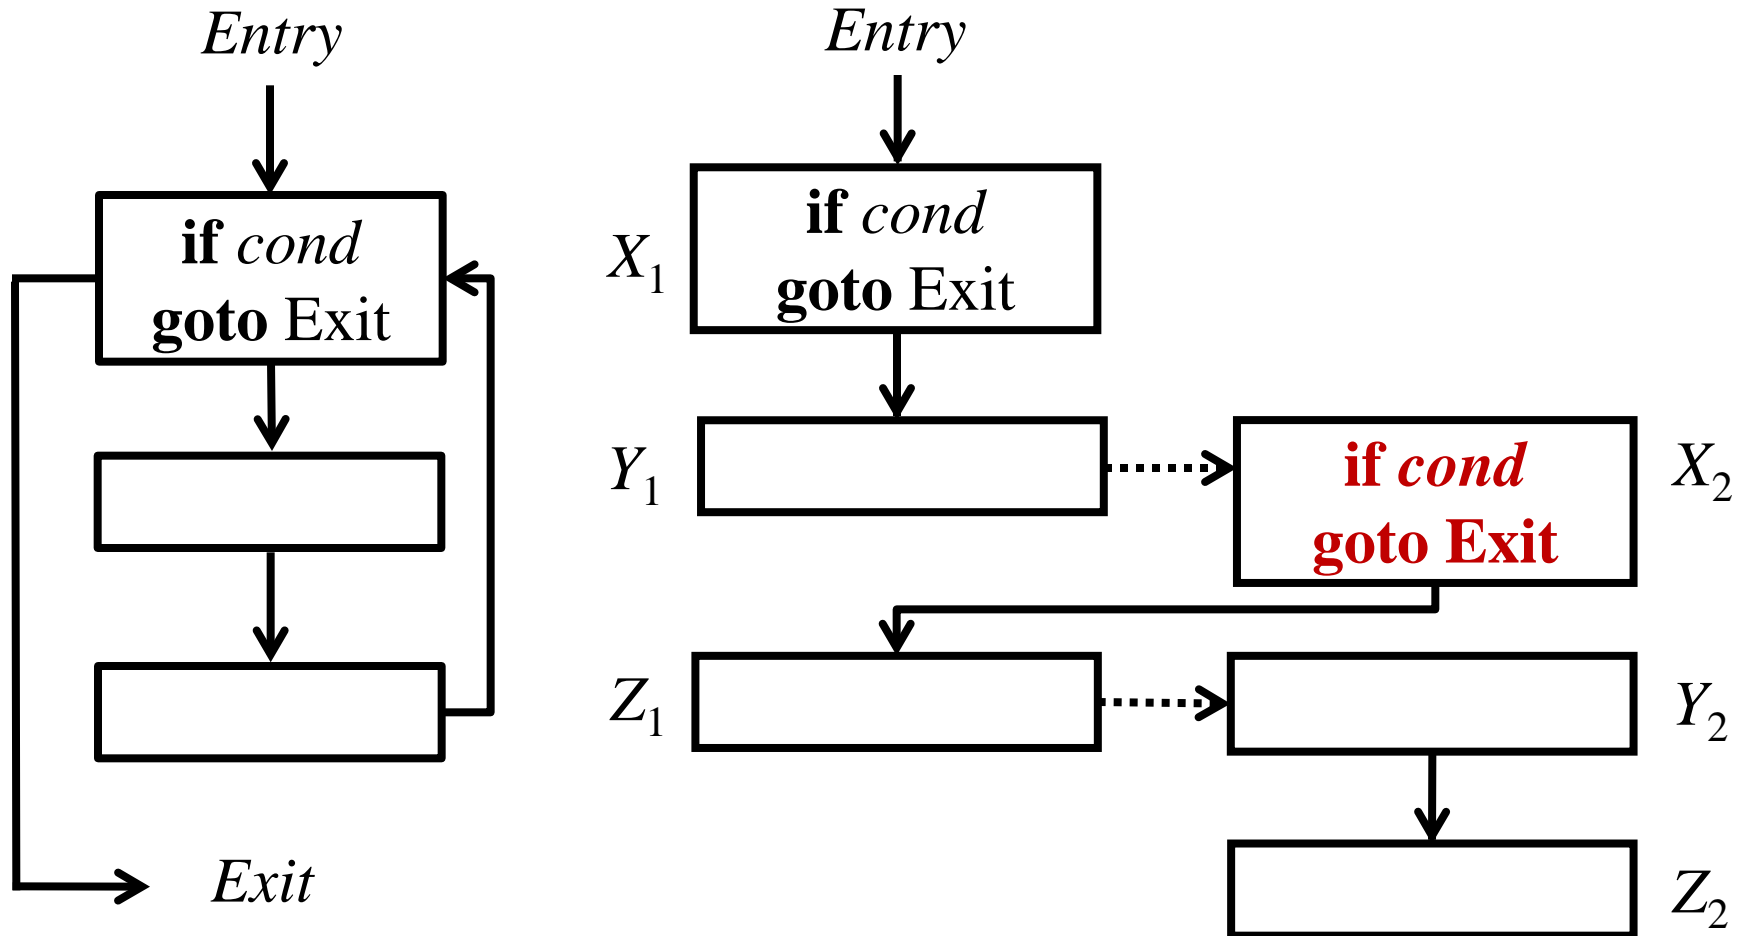 Entry
if cond
goto Exit
Exit
Entry
X1
if cond
goto Exit
Y1
if cond
goto Exit
X2
Z1
Y2
Z2